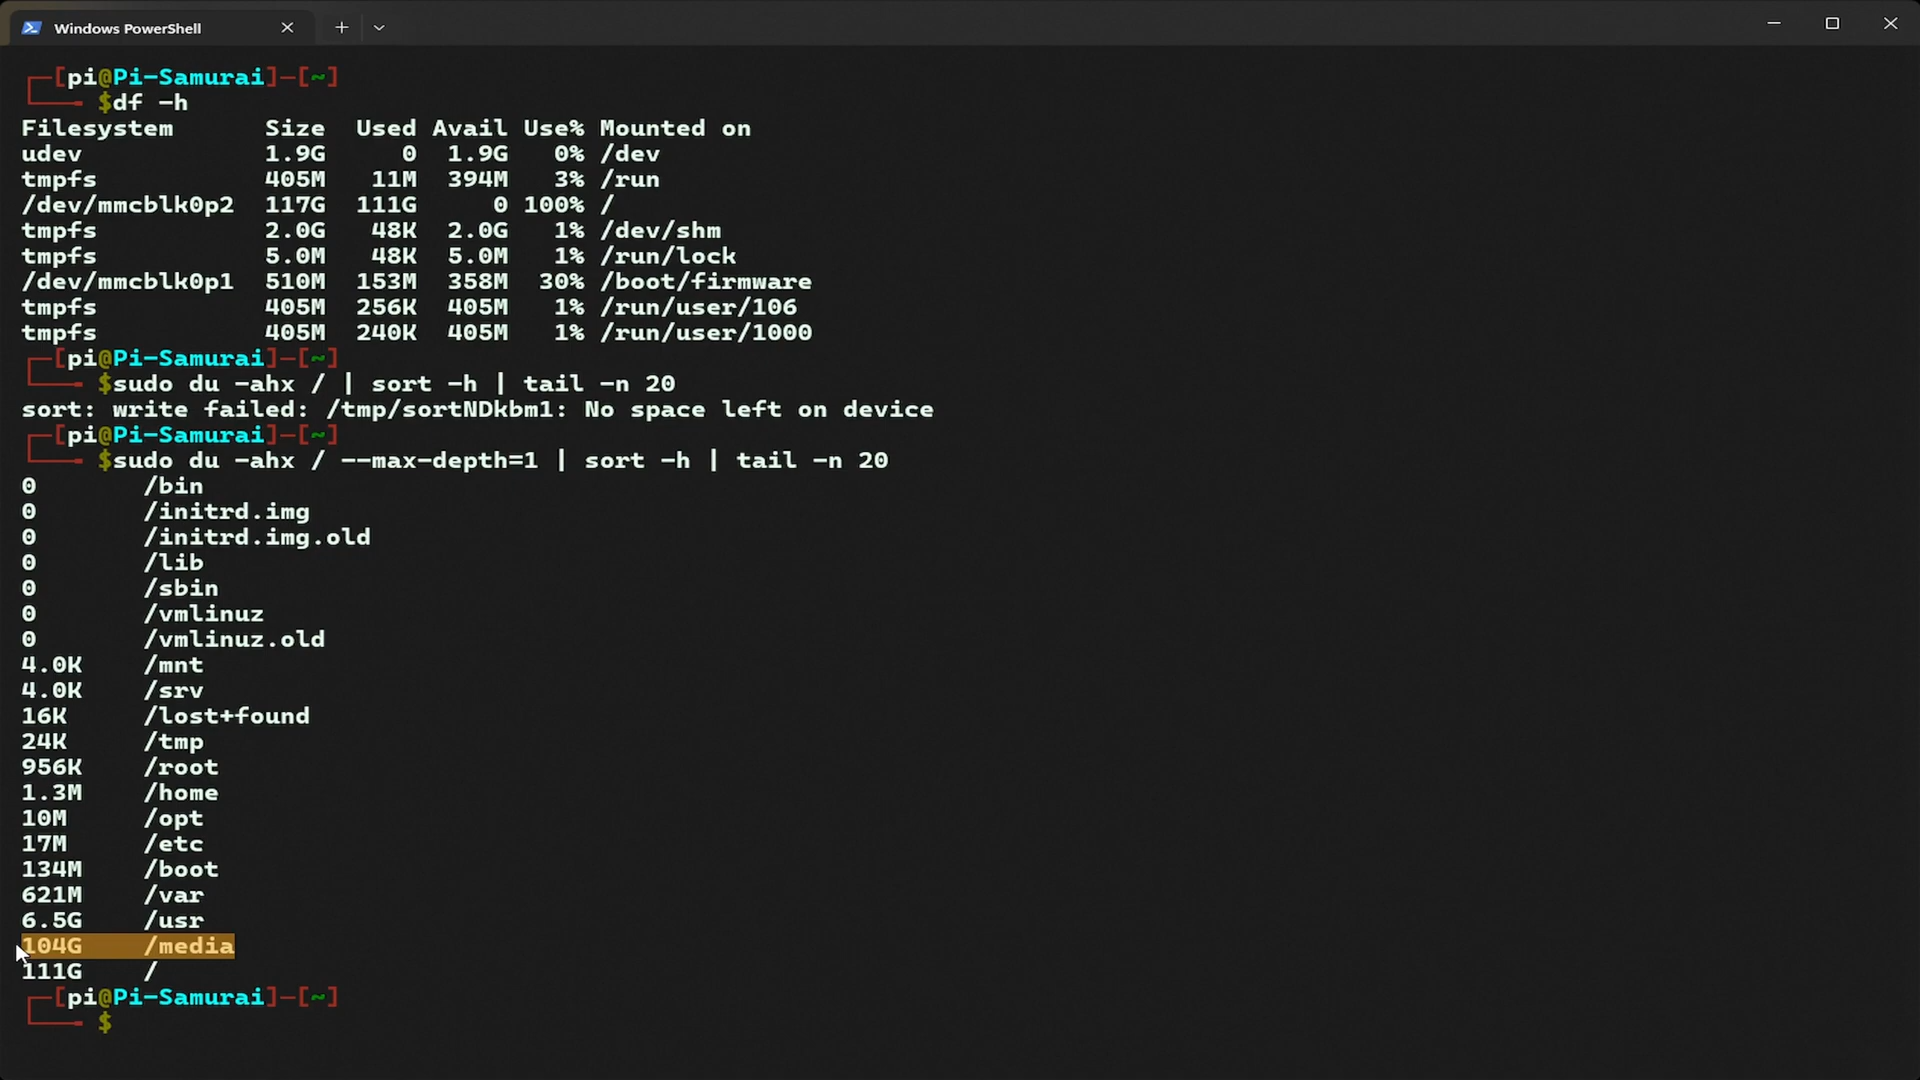 Windows PowerShell
┌─[pi@Pi-Samurai]─[~]
└──╼ $df -h
Filesystem      Size  Used Avail Use% Mounted on
udev            1.9G     0  1.9G   0% /dev
tmpfs           405M   11M  394M   3% /run
/dev/mmcblk0p2  117G  111G     0 100% /
tmpfs           2.0G   48K  2.0G   1% /dev/shm
tmpfs           5.0M   48K  5.0M   1% /run/lock
/dev/mmcblk0p1  510M  153M  358M  30% /boot/firmware
tmpfs           405M  256K  405M   1% /run/user/106
tmpfs           405M  240K  405M   1% /run/user/1000
┌─[pi@Pi-Samurai]─[~]
└──╼ $sudo du -ahx / | sort -h | tail -n 20
sort: write failed: /tmp/sortNDkbm1: No space left on device
┌─[pi@Pi-Samurai]─[~]
└──╼ $sudo du -ahx / --max-depth=1 | sort -h | tail -n 20
0       /bin
0       /initrd.img
0       /initrd.img.old
0       /lib
0       /sbin
0       /vmlinuz
0       /vmlinuz.old
4.0K    /mnt
4.0K    /srv
16K     /lost+found
24K     /tmp
956K    /root
1.3M    /home
10M     /opt
17M     /etc
134M    /boot
621M    /var
6.5G    /usr
104G    /media
111G    /
┌─[pi@Pi-Samurai]─[~]
└──╼ $